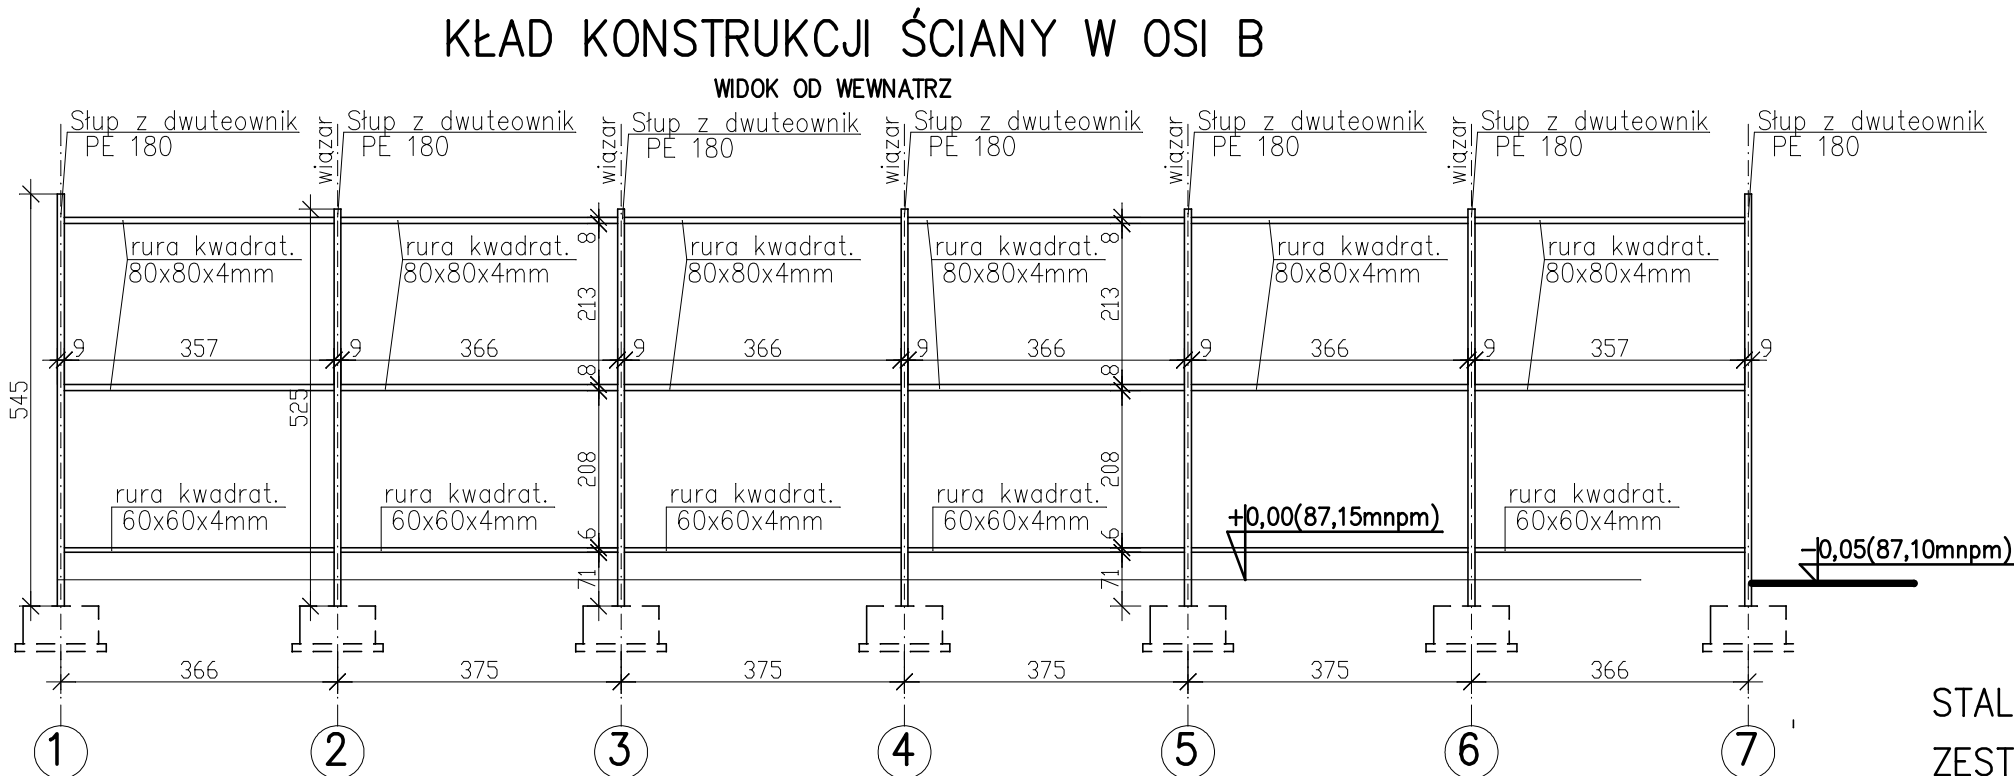 KŁAD KONSTRUKCJI ŚCIANY W OSI B
WIDOK OD WEWNĄTRZ
Słup z dwuteownik
PE 180
wiązar
Słup z dwuteownik
PE 180
wiązar
Słup z dwuteownik
PE 180
wiązar
Słup z dwuteownik
PE 180
wiązar
Słup z dwuteownik
PE 180
wiązar
Słup z dwuteownik
PE 180
Słup z dwuteownik
PE 180
rura kwadrat.
80x80x4mm
rura kwadrat.
80x80x4mm
8
rura kwadrat.
80x80x4mm
rura kwadrat.
80x80x4mm
8
rura kwadrat.
80x80x4mm
rura kwadrat.
80x80x4mm
213
213
9 357 9 366 9 366 9 366 9 366 9 357 9
545
525
8
8
208
208
rura kwadrat.
60x60x4mm
rura kwadrat.
60x60x4mm
rura kwadrat.
60x60x4mm
rura kwadrat.
60x60x4mm
rura kwadrat.
60x60x4mm
+0,00(87,15mnpm)
6
6
-0,05(87,10mnpm)
71
71
366 375 375 375 375 366
STAL
1 2 3 4 5 6 7
ZEST